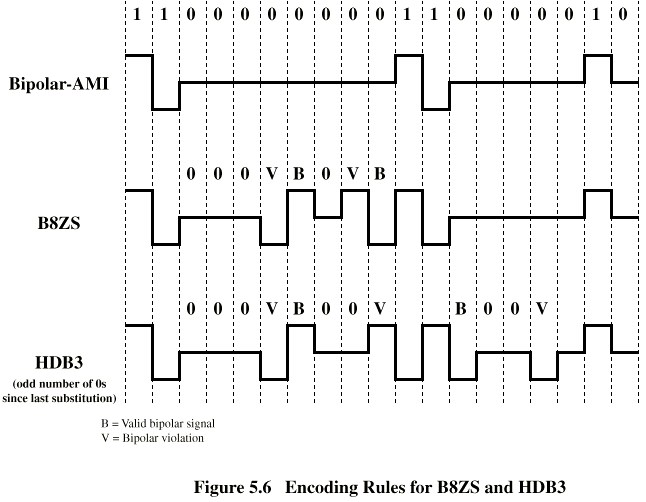 1 1 0 0 0 0 0 0 0 0 1 1 0 0 0 0 0 1 0
Bipolar-AMI
0 0 0 V B 0 V B
B8ZS
0 0 0 V B 0 0 V B 0 0 V
HDB3
(odd number of 0s
since last substitution)
B = Valid bipolar signal
V = Bipolar violation
Figure 5.6 Encoding Rules for B8ZS and HDB3